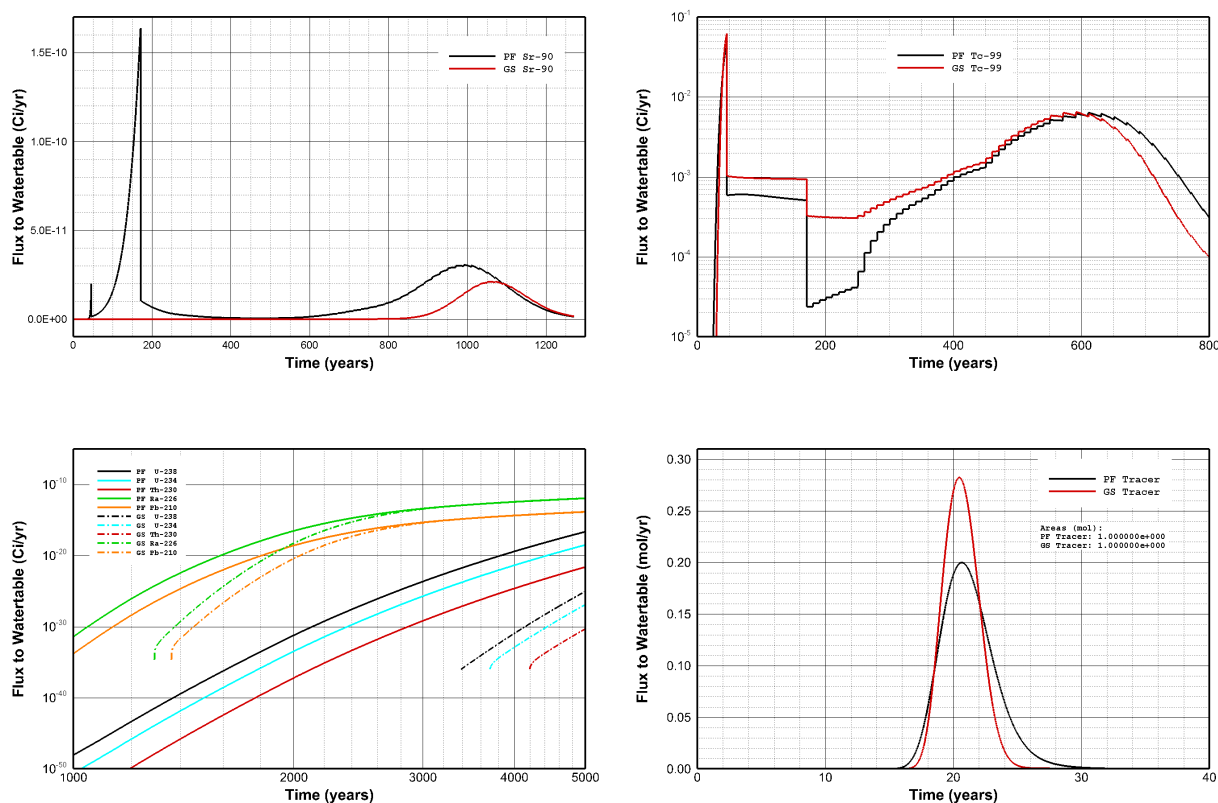 Flux to Watertable (Ci/yr)
1.5E-10
1.0E-10
5.0E-11
0.0E+00
PF Sr-90
GS Sr-90
0 200 400 600 800 1000 1200
Time (years)
Flux to Watertable (Ci/yr)
10-1
10-2
10-3
10-4
10-5
PF Tc-99
GS Tc-99
0 200 400 600 800
Time (years)
Flux to Watertable (Ci/yr)
10-10
10-20
10-30
10-40
10-50
PF U-238
PF U-234
PF Th-230
PF Ra-226
PF Pb-210
GS U-238
GS U-234
GS Th-230
GS Ra-226
GS Pb-210
1000 2000 3000 4000 5000
Time (years)
Flux to Watertable (mol/yr)
0.30
0.25
0.20
0.15
0.10
0.05
0.00
PF Tracer
GS Tracer
Areas (mol):
PF Tracer: 1.000000e+000
GS Tracer: 1.000000e+000
0 10 20 30 40
Time (years)